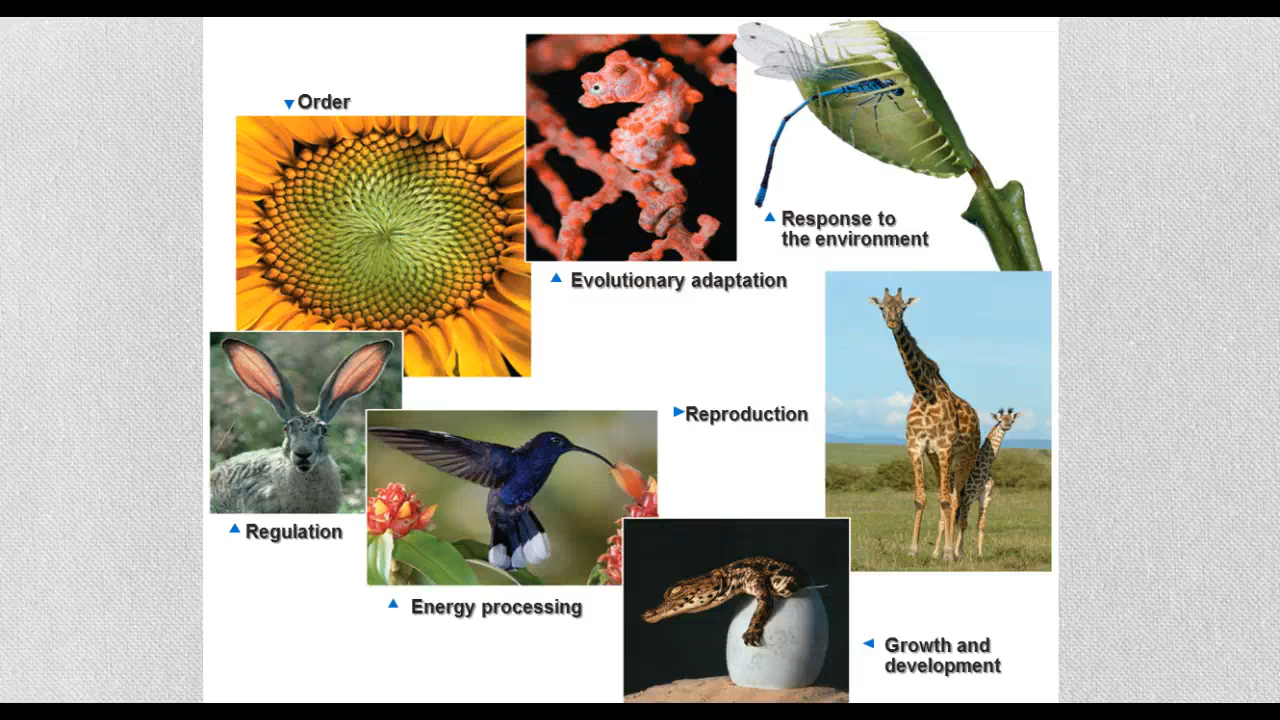 Order
Response to
the environment
Evolutionary adaptation
Reproduction
Regulation
Energy processing
Growth and
development